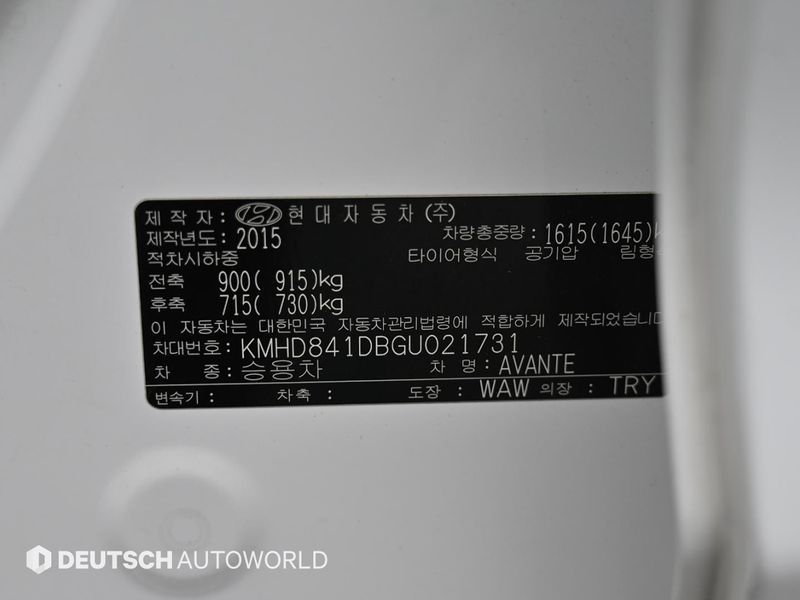 제 작 자: 현대자동차(주)
제작년도: 2015 차량총중량: 1615(1645)
적차시하중 타이어형식 공기압 림형식
전축 900( 915)kg
후축 715( 730)kg
이 자동차는 대한민국 자동차관리법령에 적합하게 제작되었습니다
차대번호: KMHD841DBGU021731
차 종: 승용차 차 명: AVANTE
변속기: 차축: 도장: WAW 의장: TRY
DEUTSCH AUTOWORLD